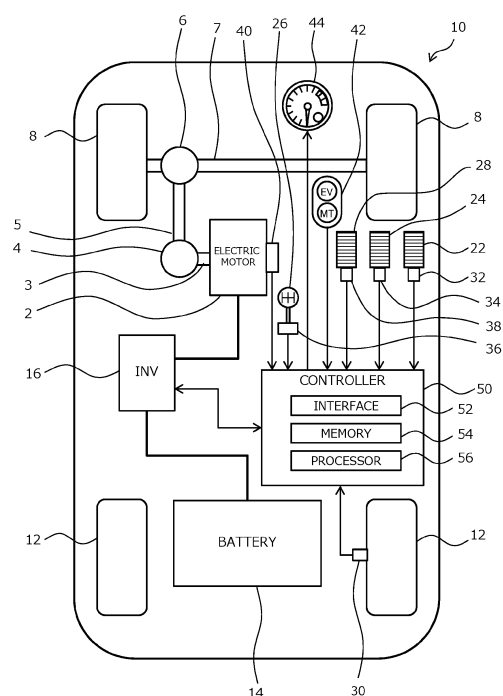 6
7
40
26
44
42
10
8
8
28
24
EV
MT
5
4
ELECTRIC
MOTOR
22
32
3
34
2
38
36
16
INV
CONTROLLER
50
INTERFACE
52
MEMORY
54
PROCESSOR
56
12
BATTERY
12
14
30